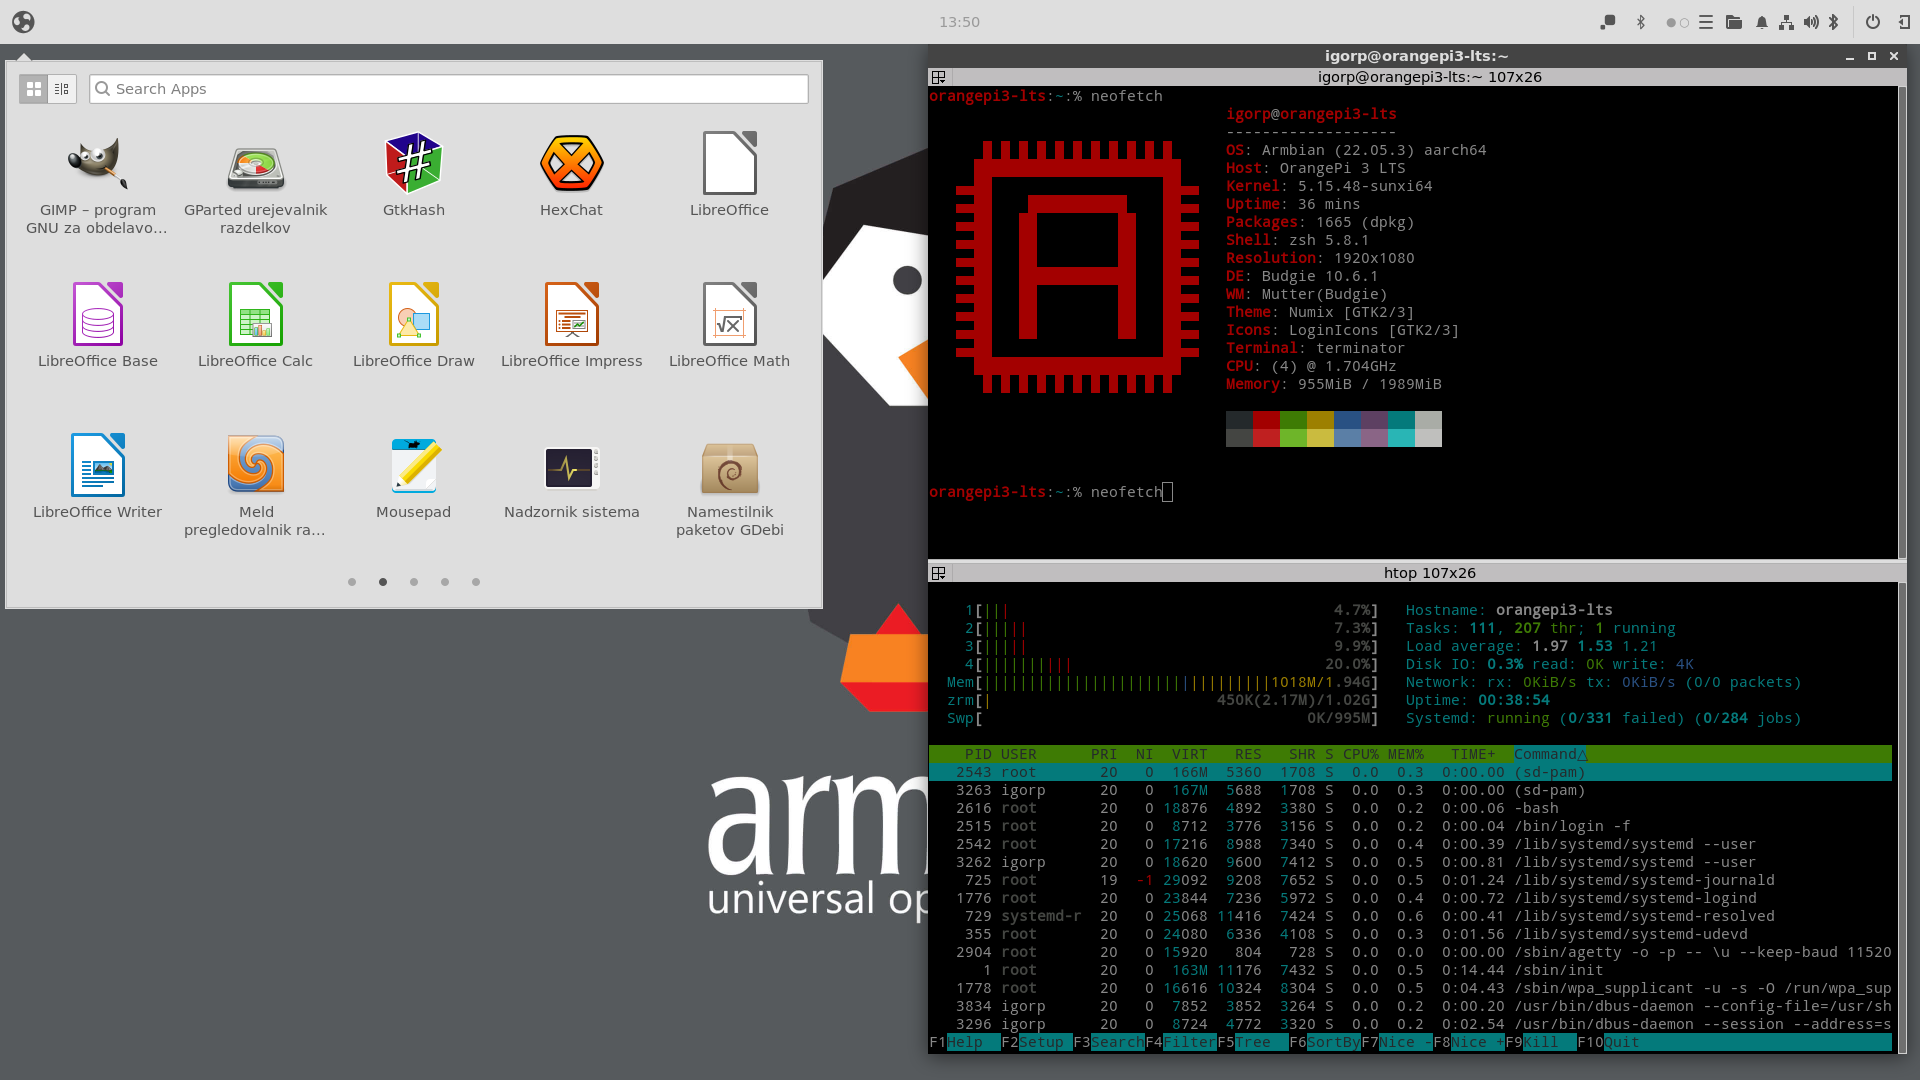 13:50
Search Apps
GIMP – program
GNU za obdelavo...
GParted urejevalnik
razdelkov
GtkHash
HexChat
LibreOffice
LibreOffice Base
LibreOffice Calc
LibreOffice Draw
LibreOffice Impress
LibreOffice Math
LibreOffice Writer
Meld
pregledovalnik ra...
Mousepad
Nadzornik sistema
Namestilnik
paketov GDebi
arm
universal op
igorp@orangepi3-lts:~
igorp@orangepi3-lts:~ 107x26
orangepi3-lts:~:% neofetch
igorp@orangepi3-lts
-------------------
OS: Armbian (22.05.3) aarch64
Host: OrangePi 3 LTS
Kernel: 5.15.48-sunxi64
Uptime: 36 mins
Packages: 1665 (dpkg)
Shell: zsh 5.8.1
Resolution: 1920x1080
DE: Budgie 10.6.1
WM: Mutter(Budgie)
Theme: Numix [GTK2/3]
Icons: LoginIcons [GTK2/3]
Terminal: terminator
CPU: (4) @ 1.704GHz
Memory: 955MiB / 1989MiB
orangepi3-lts:~:% neofetch
htop 107x26
1[||| 4.7%] Hostname: orangepi3-lts
2[||||| 7.3%] Tasks: 111, 207 thr; 1 running
3[||||| 9.9%] Load average: 1.97 1.53 1.21
4[|||||||||| 20.0%] Disk IO: 0.3% read: 0K write: 4K
Mem[||||||||||||||||||||||||||||||||1018M/1.94G] Network: rx: 0KiB/s tx: 0KiB/s (0/0 packets)
zrm[| 450K(2.17M)/1.02G] Uptime: 00:38:54
Swp[ 0K/995M] Systemd: running (0/331 failed) (0/284 jobs)
PID USER PRI NI VIRT RES SHR S CPU% MEM% TIME+ Command△
2543 root 20 0 166M 5360 1708 S 0.0 0.3 0:00.00 (sd-pam)
3263 igorp 20 0 167M 5688 1708 S 0.0 0.3 0:00.00 (sd-pam)
2616 root 20 0 18876 4892 3380 S 0.0 0.2 0:00.06 -bash
2515 root 20 0 8712 3776 3156 S 0.0 0.2 0:00.04 /bin/login -f
2542 root 20 0 17216 8988 7340 S 0.0 0.4 0:00.39 /lib/systemd/systemd --user
3262 igorp 20 0 18620 9600 7412 S 0.0 0.5 0:00.81 /lib/systemd/systemd --user
725 root 19 -1 29092 9208 7652 S 0.0 0.5 0:01.24 /lib/systemd/systemd-journald
1776 root 20 0 23844 7236 5972 S 0.0 0.4 0:00.72 /lib/systemd/systemd-logind
729 systemd-r 20 0 25068 11416 7424 S 0.0 0.6 0:00.41 /lib/systemd/systemd-resolved
355 root 20 0 24080 6336 4108 S 0.0 0.3 0:01.56 /lib/systemd/systemd-udevd
2904 root 20 0 15920 804 728 S 0.0 0.0 0:00.00 /sbin/agetty -o -p -- \u --keep-baud 11520
1 root 20 0 163M 11176 7432 S 0.0 0.5 0:14.44 /sbin/init
1778 root 20 0 16616 10324 8304 S 0.0 0.5 0:04.43 /sbin/wpa_supplicant -u -s -O /run/wpa_sup
3834 igorp 20 0 7852 3852 3264 S 0.0 0.2 0:00.20 /usr/bin/dbus-daemon --config-file=/usr/sh
3296 igorp 20 0 8724 4772 3320 S 0.0 0.2 0:02.54 /usr/bin/dbus-daemon --session --address=s
F1Help F2Setup F3SearchF4FilterF5Tree F6SortByF7Nice -F8Nice +F9Kill F10Quit